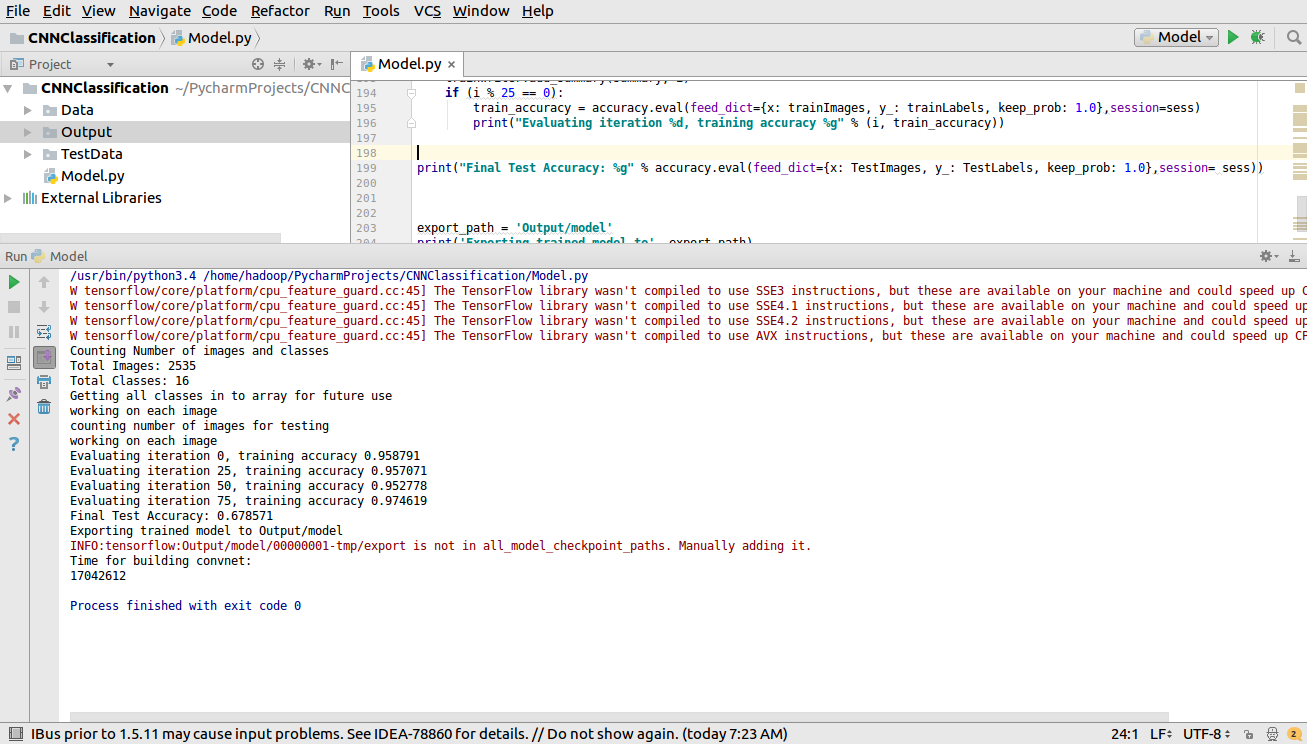 File Edit View Navigate Code Refactor Run Tools VCS Window Help
CNNClassification Model.py Model
Project Model.py
CNNClassification ~/PycharmProjects/CNNC
Data
Output
TestData
Model.py
External Libraries
194 if (i % 25 == 0):
195 train_accuracy = accuracy.eval(feed_dict={x: trainImages, y_: trainLabels, keep_prob: 1.0},session=sess)
196 print("Evaluating iteration %d, training accuracy %g" % (i, train_accuracy))
197
198
199 print("Final Test Accuracy: %g" % accuracy.eval(feed_dict={x: TestImages, y_: TestLabels, keep_prob: 1.0},session= sess))
200
201
202
203 export_path = 'Output/model'
204 print('Exporting trained model to', export_path)
Run Model
/usr/bin/python3.4 /home/hadoop/PycharmProjects/CNNClassification/Model.py
W tensorflow/core/platform/cpu_feature_guard.cc:45] The TensorFlow library wasn't compiled to use SSE3 instructions, but these are available on your machine and could speed up C
W tensorflow/core/platform/cpu_feature_guard.cc:45] The TensorFlow library wasn't compiled to use SSE4.1 instructions, but these are available on your machine and could speed up
W tensorflow/core/platform/cpu_feature_guard.cc:45] The TensorFlow library wasn't compiled to use SSE4.2 instructions, but these are available on your machine and could speed up
W tensorflow/core/platform/cpu_feature_guard.cc:45] The TensorFlow library wasn't compiled to use AVX instructions, but these are available on your machine and could speed up CP
Counting Number of images and classes
Total Images: 2535
Total Classes: 16
Getting all classes in to array for future use
working on each image
counting number of images for testing
working on each image
Evaluating iteration 0, training accuracy 0.958791
Evaluating iteration 25, training accuracy 0.957071
Evaluating iteration 50, training accuracy 0.952778
Evaluating iteration 75, training accuracy 0.974619
Final Test Accuracy: 0.678571
Exporting trained model to Output/model
INFO:tensorflow:Output/model/00000001-tmp/export is not in all_model_checkpoint_paths. Manually adding it.
Time for building convnet:
17042612
Process finished with exit code 0
IBus prior to 1.5.11 may cause input problems. See IDEA-78860 for details. // Do not show again. (today 7:23 AM) 24:1 LF UTF-8 2